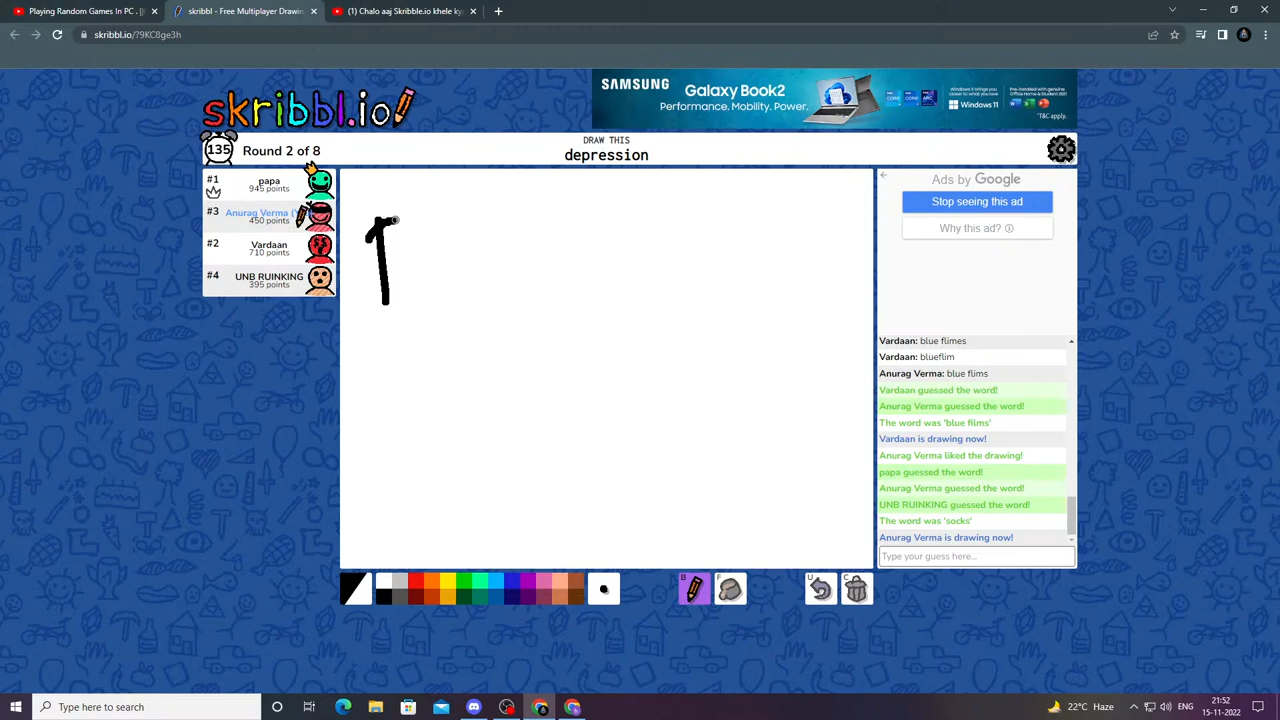 Playing Random Games In PC . [
skribbl - Free Multiplayer Drawin
(1) Chalo aaj Skribble.io khele ky
skribbl.io/?9KC8ge3h
skribbl.io
SAMSUNG
Galaxy Book2
Performance. Mobility. Power.
Windows 11
*T&C apply.
135
Round 2 of 8
DRAW THIS
depression
#1
papa
945 points
#3
Anurag Verma (Y
450 points
#2
Vardaan
710 points
#4
UNB RUINKING
395 points
Ads by Google
Stop seeing this ad
Why this ad?
Vardaan: blue flimes
Vardaan: blueflim
Anurag Verma: blue flims
Vardaan guessed the word!
Anurag Verma guessed the word!
The word was 'blue films'
Vardaan is drawing now!
Anurag Verma liked the drawing!
papa guessed the word!
Anurag Verma guessed the word!
UNB RUINKING guessed the word!
The word was 'socks'
Anurag Verma is drawing now!
Type your guess here...
B
F
U
C
Type here to search
22°C Haze
ENG
21:52
15-11-2022